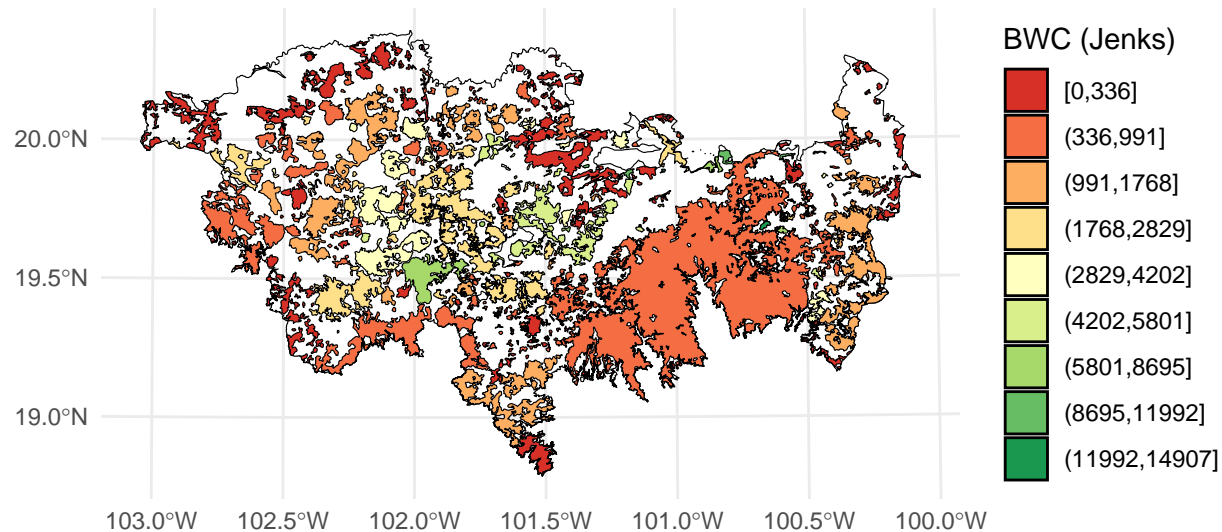 BWC (Jenks)
[0,336]
(336,991]
(991,1768]
(1768,2829]
(2829,4202]
(4202,5801]
(5801,8695]
(8695,11992]
(11992,14907]
20.0°N
19.5°N
19.0°N
103.0°W 102.5°W 102.0°W 101.5°W 101.0°W 100.5°W 100.0°W